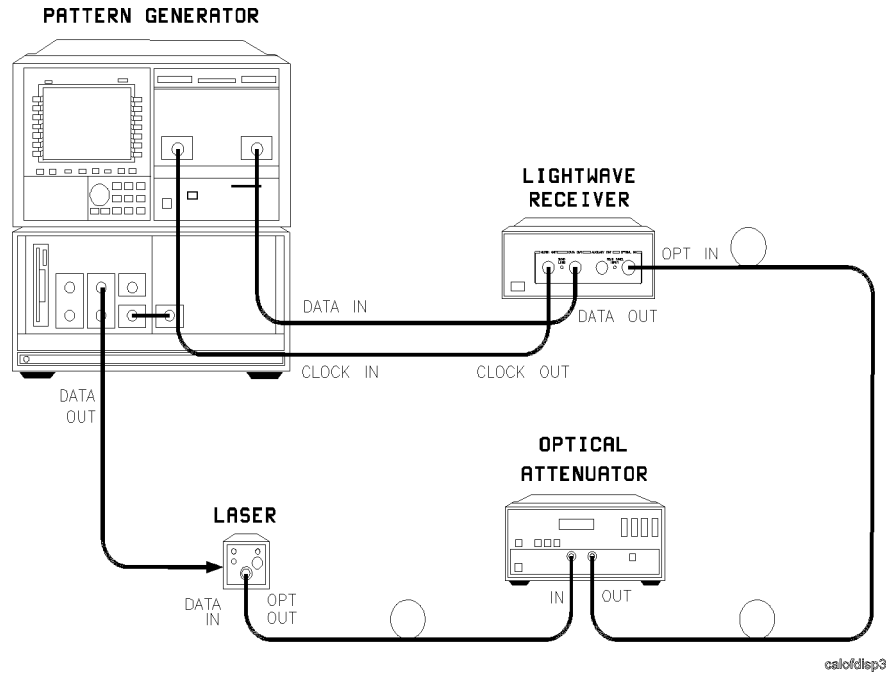 PATTERN GENERATOR
LIGHTWAVE
RECEIVER
OPT IN
DATA IN
DATA OUT
CLOCK IN
CLOCK OUT
DATA
OUT
OPTICAL
ATTENUATOR
LASER
DATA
IN
OPT
OUT
IN
OUT
calofdisp3